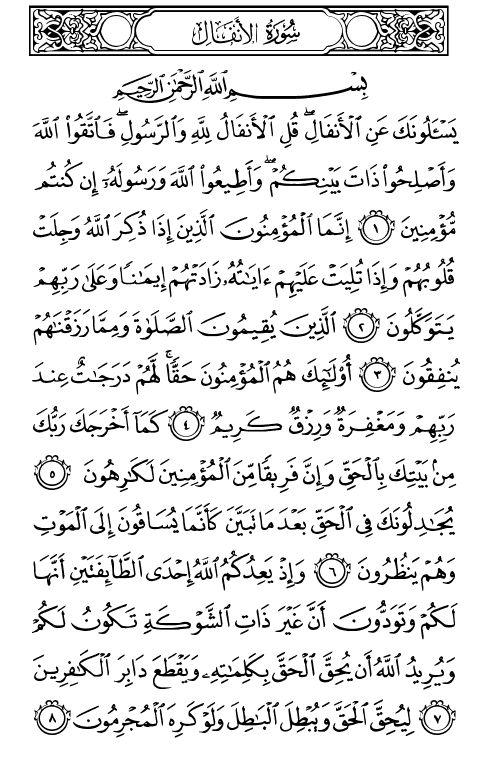 سُورَةُ الأَنفَالِ
بِسْمِ اللَّهِ الرَّحْمَٰنِ الرَّحِيمِ
يَسْـَٔلُونَكَ عَنِ ٱلْأَنفَالِ ۖ قُلِ ٱلْأَنفَالُ لِلَّهِ وَٱلرَّسُولِ ۖ فَٱتَّقُوا۟ ٱللَّهَ
وَأَصْلِحُوا۟ ذَاتَ بَيْنِكُمْ ۖ وَأَطِيعُوا۟ ٱللَّهَ وَرَسُولَهُۥٓ إِن كُنتُم
مُّؤْمِنِينَ ١ إِنَّمَا ٱلْمُؤْمِنُونَ ٱلَّذِينَ إِذَا ذُكِرَ ٱللَّهُ وَجِلَتْ
قُلُوبُهُمْ وَإِذَا تُلِيَتْ عَلَيْهِمْ ءَايَٰتُهُۥ زَادَتْهُمْ إِيمَٰنًا وَعَلَىٰ رَبِّهِمْ
يَتَوَكَّلُونَ ٢ ٱلَّذِينَ يُقِيمُونَ ٱلصَّلَوٰةَ وَمِمَّا رَزَقْنَٰهُمْ
يُنفِقُونَ ٣ أُو۟لَٰٓئِكَ هُمُ ٱلْمُؤْمِنُونَ حَقًّا ۚ لَّهُمْ دَرَجَٰتٌ عِندَ
رَبِّهِمْ وَمَغْفِرَةٌ وَرِزْقٌ كَرِيمٌ ٤ كَمَآ أَخْرَجَكَ رَبُّكَ
مِنۢ بَيْتِكَ بِٱلْحَقِّ وَإِنَّ فَرِيقًا مِّنَ ٱلْمُؤْمِنِينَ لَكَٰرِهُونَ ٥
يُجَٰدِلُونَكَ فِى ٱلْحَقِّ بَعْدَ مَا تَبَيَّنَ كَأَنَّمَا يُسَاقُونَ إِلَى ٱلْمَوْتِ
وَهُمْ يَنظُرُونَ ٦ وَإِذْ يَعِدُكُمُ ٱللَّهُ إِحْدَى ٱلطَّآئِفَتَيْنِ أَنَّهَا
لَكُمْ وَتَوَدُّونَ أَنَّ غَيْرَ ذَاتِ ٱلشَّوْكَةِ تَكُونُ لَكُمْ
وَيُرِيدُ ٱللَّهُ أَن يُحِقَّ ٱلْحَقَّ بِكَلِمَٰتِهِۦ وَيَقْطَعَ دَابِرَ ٱلْكَٰفِرِينَ
٧ لِيُحِقَّ ٱلْحَقَّ وَيُبْطِلَ ٱلْبَٰطِلَ وَلَوْ كَرِهَ ٱلْمُجْرِمُونَ ٨